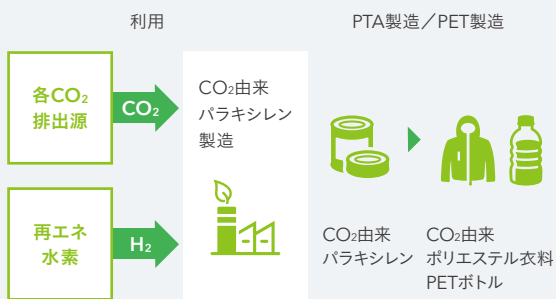 利用
PTA製造／PET製造
各CO₂
排出源
CO₂
CO₂由来
パラキシレン
製造
再エネ
水素
H₂
CO₂由来
パラキシレン
CO₂由来
ポリエステル衣料
PETボトル